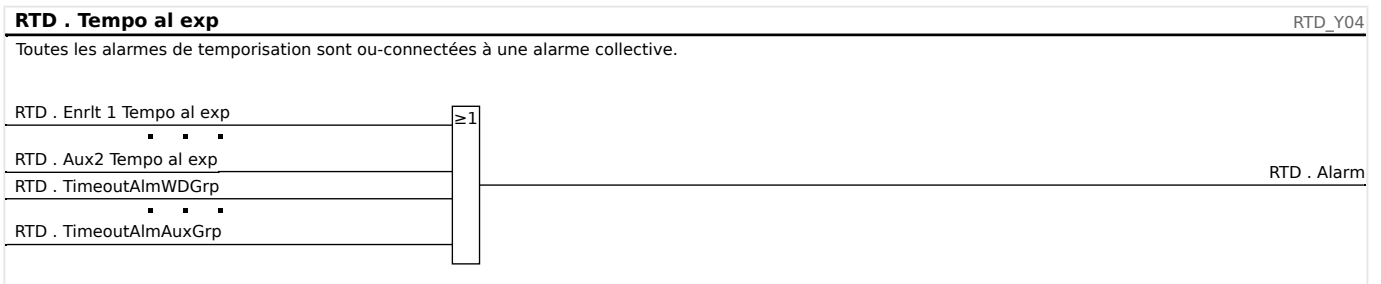 RTD . Tempo al exp RTD_Y04
Toutes les alarmes de temporisation sont ou-connectées à une alarme collective.
RTD . Enrlt 1 Tempo al exp
≥1
RTD . Aux2 Tempo al exp
RTD . Alarm
RTD . TimeoutAlmWDGrp
RTD . TimeoutAlmAuxGrp